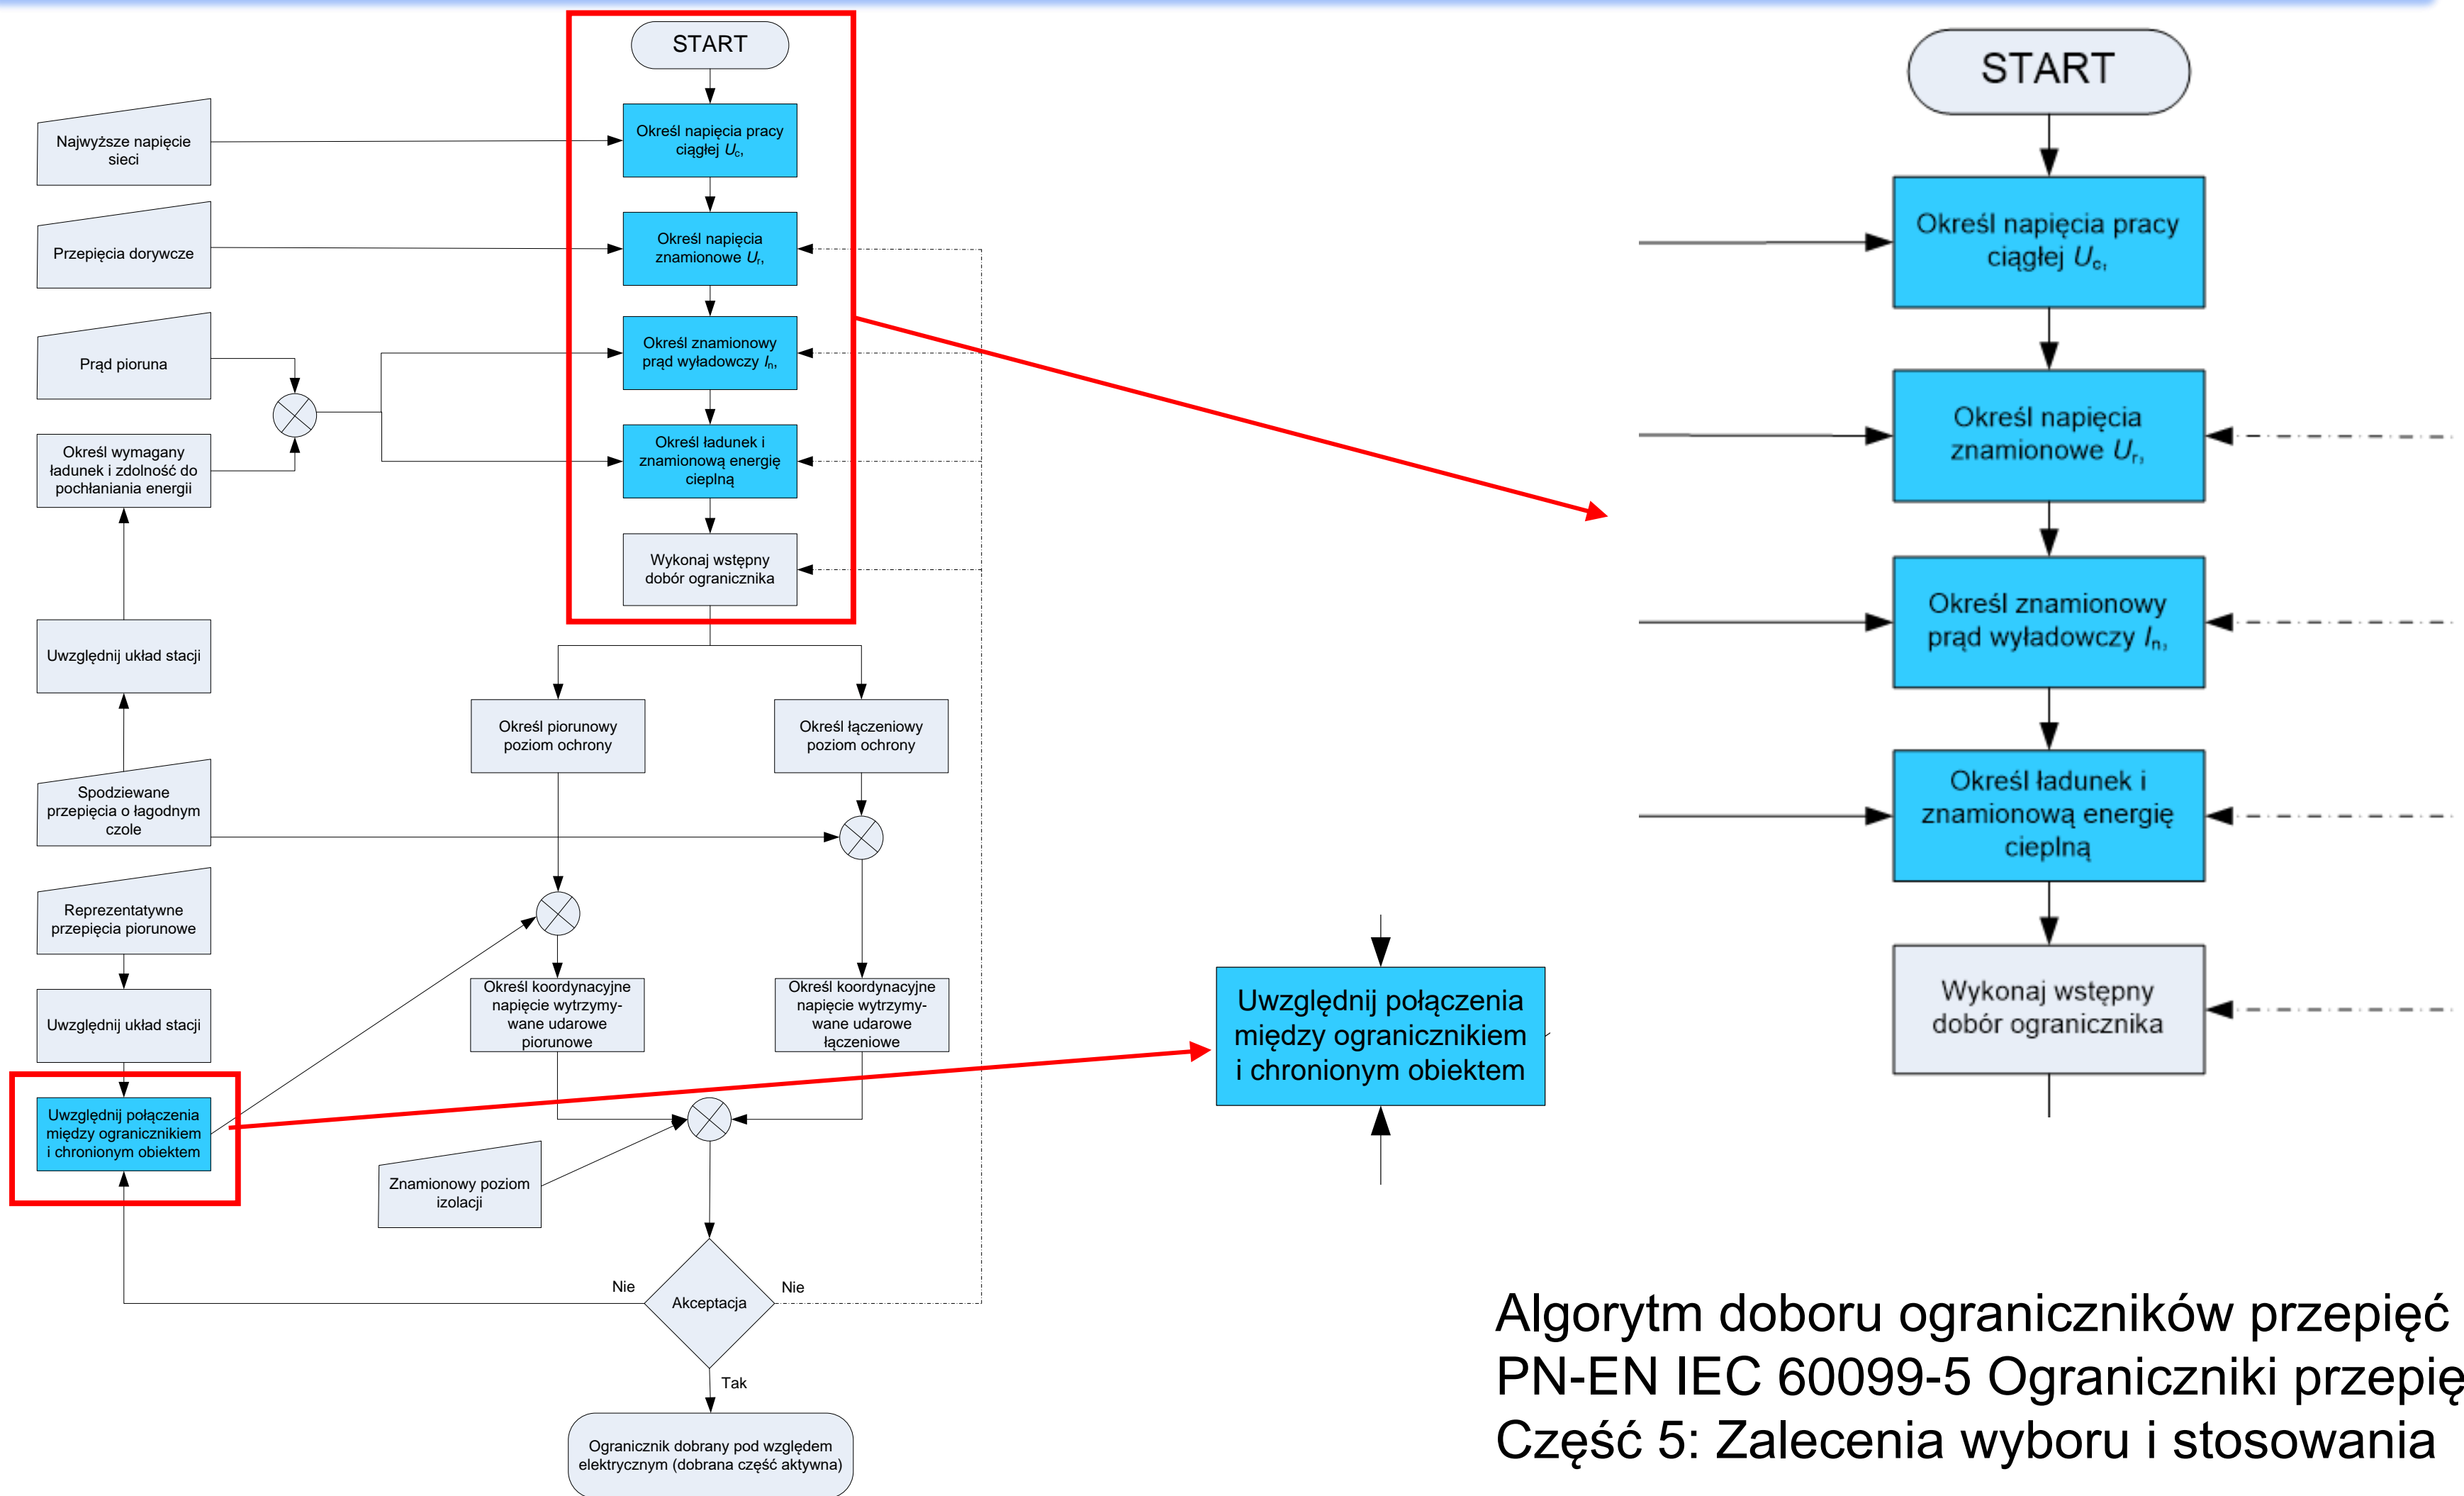 START
Najwyższe napięcie
sieci
Określ napięcia pracy
ciągłej Uc,
Przepięcia dorywcze
Określ napięcia
znamionowe Ur,
Prąd pioruna
Określ znamionowy
prąd wyładowczy In,
Określ wymagany
ładunek i zdolność do
pochłaniania energii
Określ ładunek i
znamionową energię
cieplną
Wykonaj wstępny
dobór ogranicznika
Uwzględnij układ stacji
Określ piorunowy
poziom ochrony
Określ łączeniowy
poziom ochrony
Spodziewane
przepięcia o łagodnym
czole
Reprezentatywne
przepięcia piorunowe
Uwzględnij układ stacji
Określ koordynacyjne
napięcie wytrzymy-
wane udarowe
piorunowe
Określ koordynacyjne
napięcie wytrzymy-
wane udarowe
łączeniowe
Uwzględnij połączenia
między ogranicznikiem
i chronionym obiektem
Znamionowy poziom
izolacji
Nie
Akceptacja
Nie
Tak
Ogranicznik dobrany pod względem
elektrycznym (dobrana część aktywna)
Uwzględnij połączenia
między ogranicznikiem
i chronionym obiektem
START
Określ napięcia pracy
ciągłej Uc,
Określ napięcia
znamionowe Ur,
Określ znamionowy
prąd wyładowczy In,
Określ ładunek i
znamionową energię
cieplną
Wykonaj wstępny
dobór ogranicznika
Algorytm doboru ograniczników przepięć
PN-EN IEC 60099-5 Ograniczniki przepię
Część 5: Zalecenia wyboru i stosowania